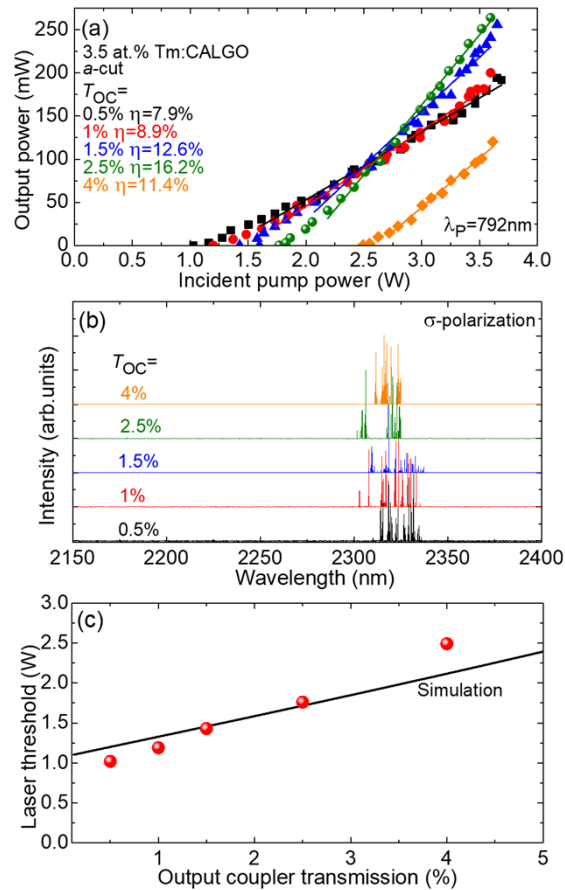 (a)
3.5 at.% Tm:CALGO
a-cut
T_OC=
0.5% η=7.9%
1% η=8.9%
1.5% η=12.6%
2.5% η=16.2%
4% η=11.4%
λ_P=792nm
Output power (mW)
250
200
150
100
50
0
0.0 0.5 1.0 1.5 2.0 2.5 3.0 3.5 4.0
Incident pump power (W)
(b)
σ-polarization
T_OC=
4%
2.5%
1.5%
1%
0.5%
Intensity (arb.units)
2150 2200 2250 2300 2350 2400
Wavelength (nm)
(c)
Simulation
Laser threshold (W)
3.0
2.5
2.0
1.5
1.0
0.5
0.0
1 2 3 4 5
Output coupler transmission (%)